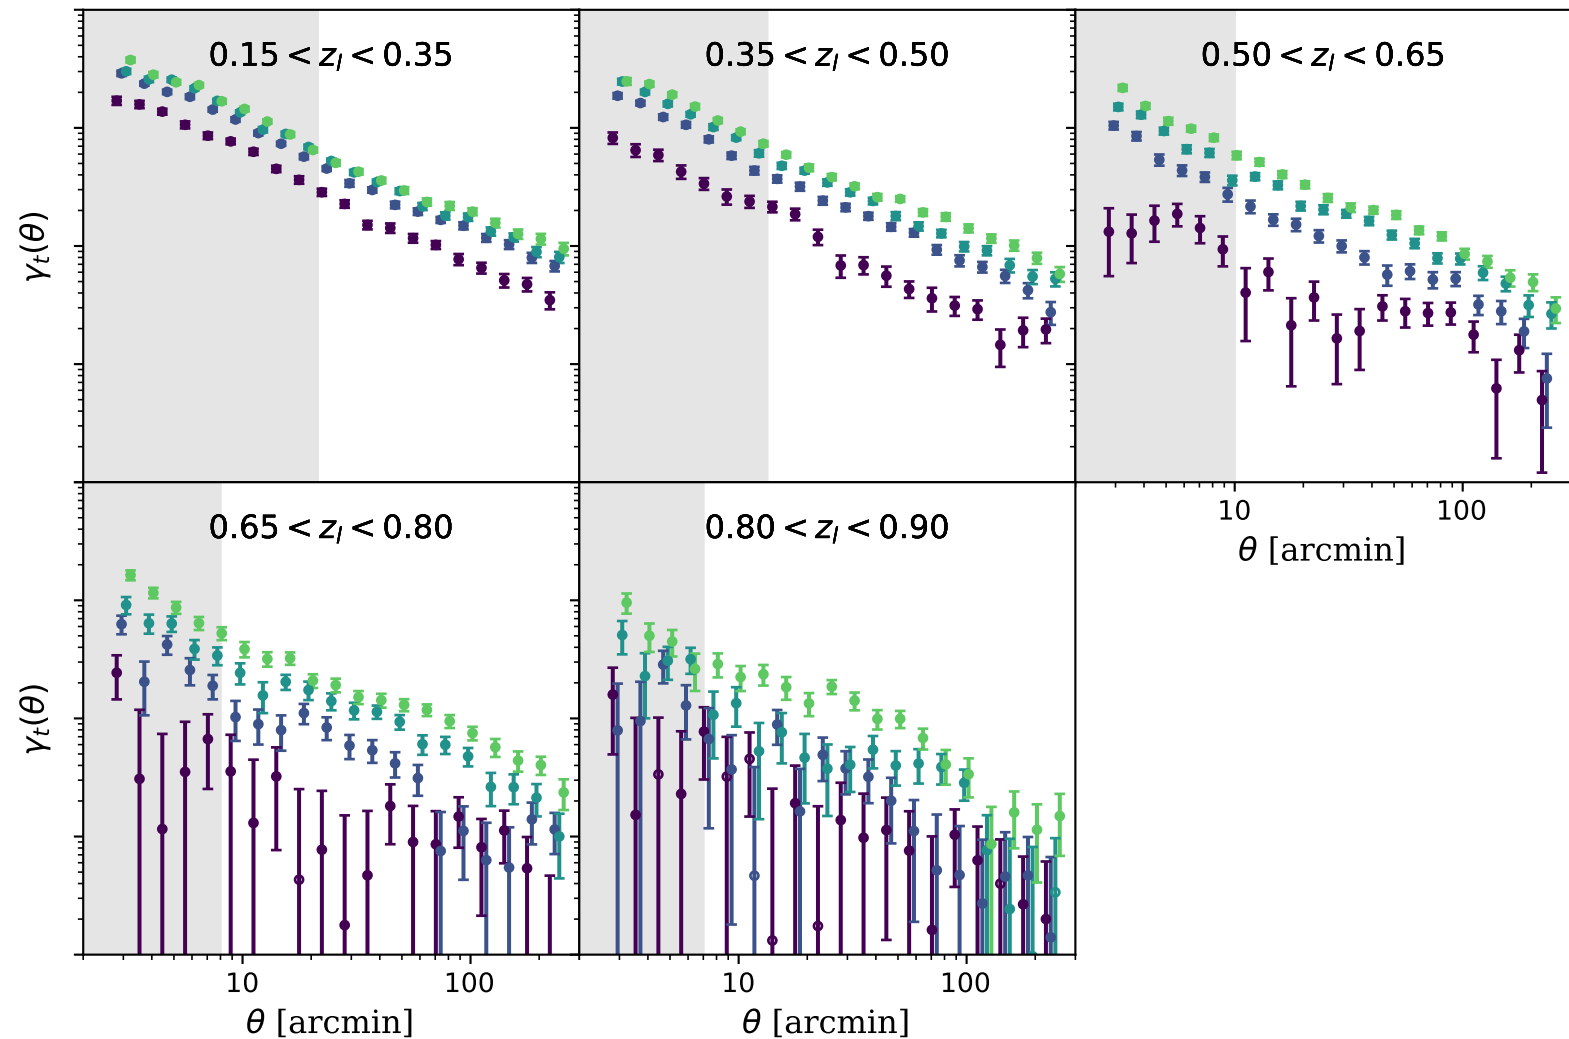 0.15 < z_l < 0.35
0.35 < z_l < 0.50
0.50 < z_l < 0.65
γ_t(θ)
10 100
θ [arcmin]
0.65 < z_l < 0.80
0.80 < z_l < 0.90
γ_t(θ)
10 100
10 100
θ [arcmin]
θ [arcmin]